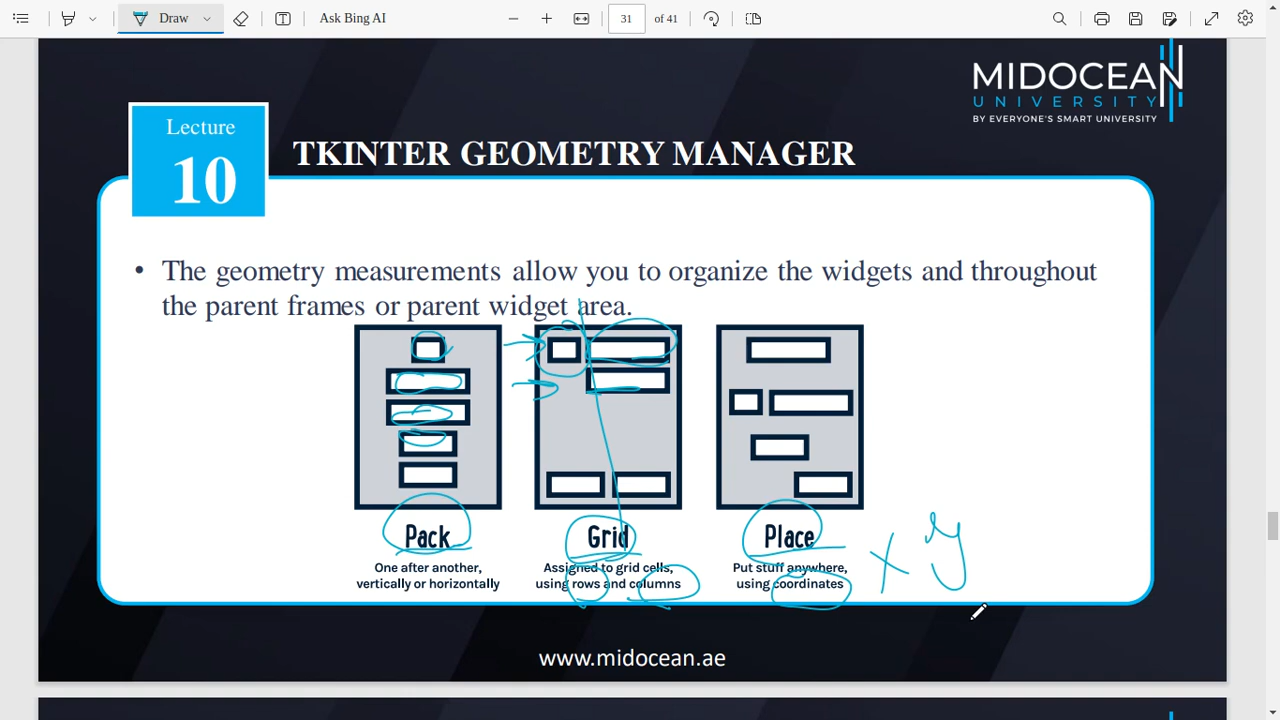 Draw
Ask Bing AI
31
of 41
MIDOCEAN
UNIVERSITY
BY EVERYONE'S SMART UNIVERSITY
Lecture
10
TKINTER GEOMETRY MANAGER
• The geometry measurements allow you to organize the widgets and throughout
the parent frames or parent widget area.
Pack
One after another,
vertically or horizontally
Grid
Assigned to grid cells,
using rows and columns
Place
Put stuff anywhere,
using coordinates
x y
www.midocean.ae